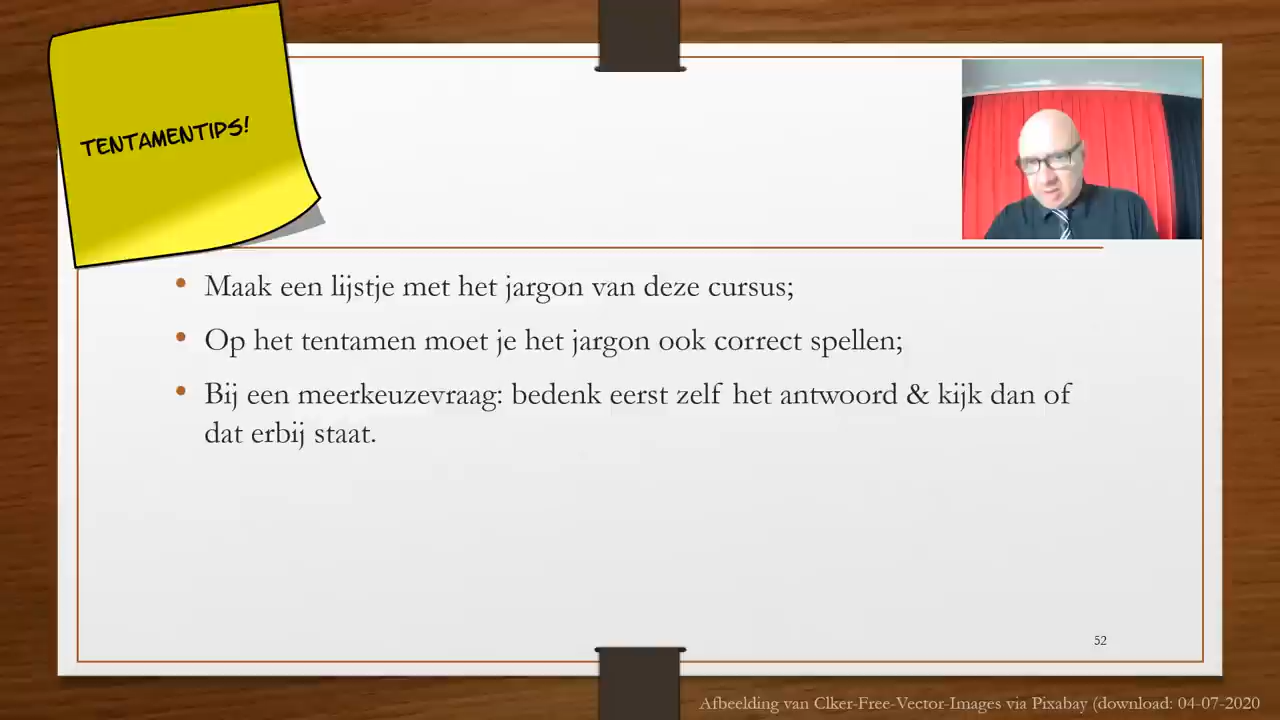 TENTAMENTIPS!
• Maak een lijstje met het jargon van deze cursus;
• Op het tentamen moet je het jargon ook correct spellen;
• Bij een meerkeuzevraag: bedenk eerst zelf het antwoord & kijk dan of
dat erbij staat.
52
Afbeelding van Clker-Free-Vector-Images via Pixabay (download: 04-07-2020